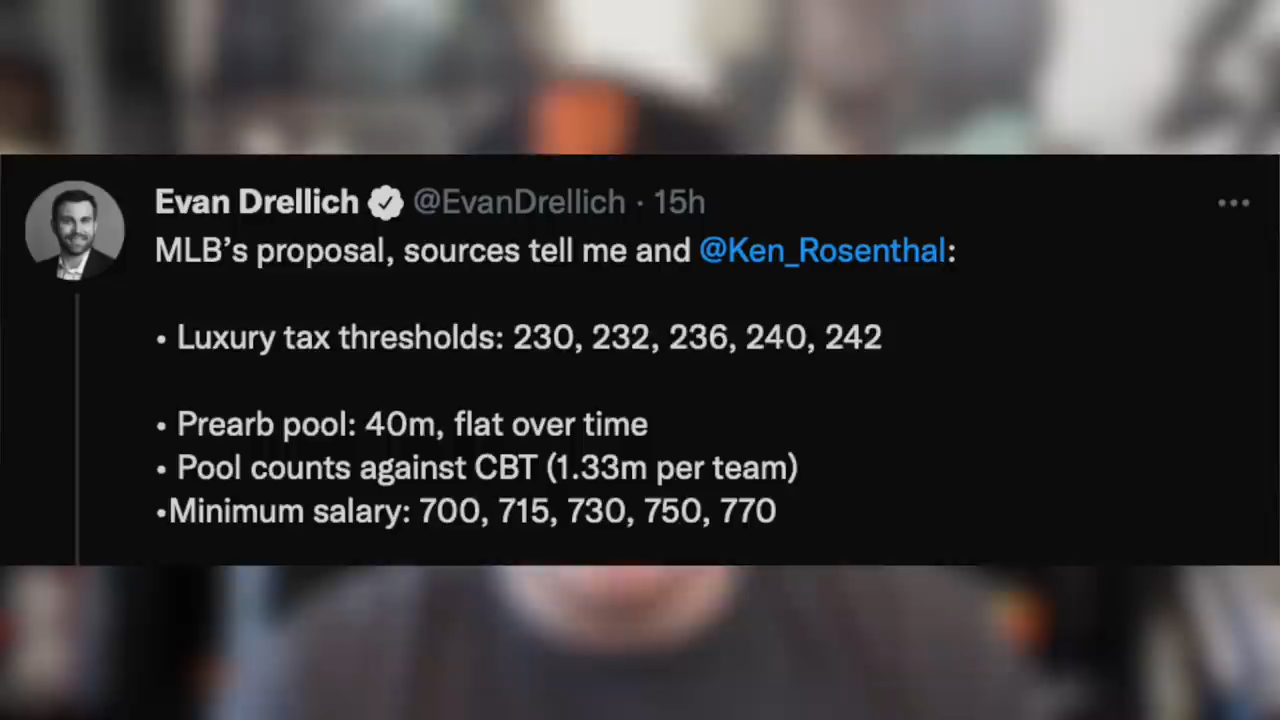 Evan Drellich @EvanDrellich · 15h
MLB’s proposal, sources tell me and @Ken_Rosenthal:
• Luxury tax thresholds: 230, 232, 236, 240, 242
• Prearb pool: 40m, flat over time
• Pool counts against CBT (1.33m per team)
•Minimum salary: 700, 715, 730, 750, 770